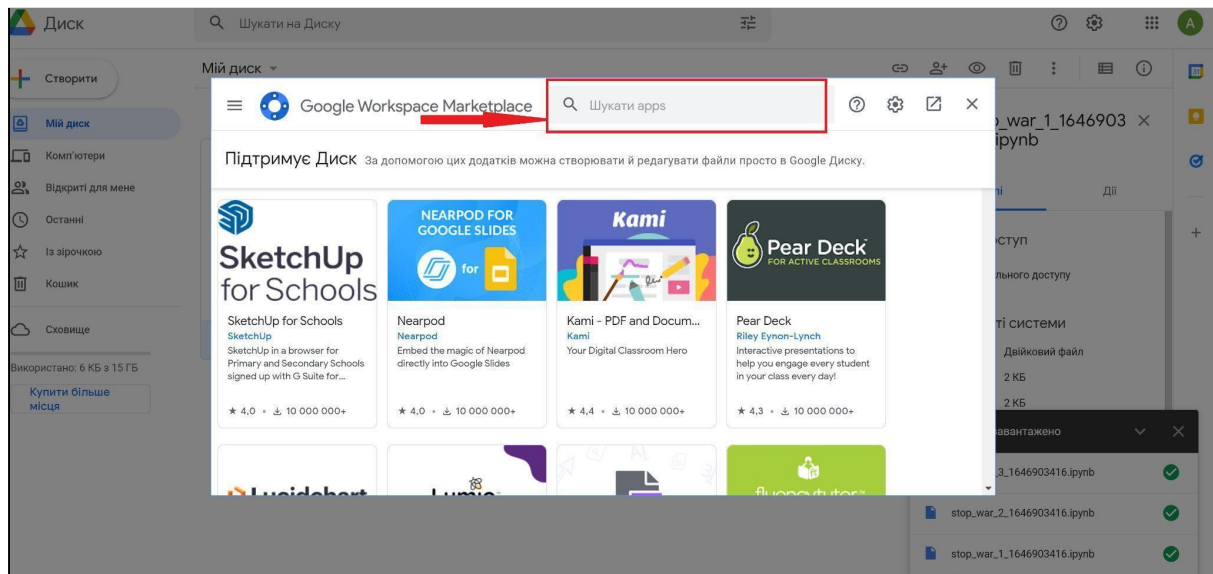 Диск
Шукати на Диску
A
Створити
Мій диск
Комп'ютери
Відкриті для мене
Останні
Із зірочкою
Кошик
Сховище
Використано: 6 КБ з 15 ГБ
Купити більше
місця
Мій диск
Google Workspace Marketplace
Шукати apps
Підтримує Диск За допомогою цих додатків можна створювати й редагувати файли просто в Google Диску.
SketchUp
for Schools
SketchUp for Schools
SketchUp
SketchUp in a browser for
Primary and Secondary Schools
signed up with G Suite for...
4,0 • 10 000 000+
NEARPOD FOR
GOOGLE SLIDES
for
Nearpod
Nearpod
Embed the magic of Nearpod
directly into Google Slides
4,0 • 10 000 000+
Kami
Kami - PDF and Docum...
Kami
Your Digital Classroom Hero
4,4 • 10 000 000+
Pear Deck
FOR ACTIVE CLASSROOMS
Pear Deck
Riley Eynon-Lynch
Interactive presentations to
help you engage every student
in your class every day!
4,3 • 10 000 000+
Lucidchart
Lumio
fluencytutor
_war_1_1646903
ipynb
Дії
31
ступ
льного доступу
ті системи
Двійковий файл
2 КБ
2 КБ
завантажено
_3_1646903416.ipynb
stop_war_2_1646903416.ipynb
stop_war_1_1646903416.ipynb